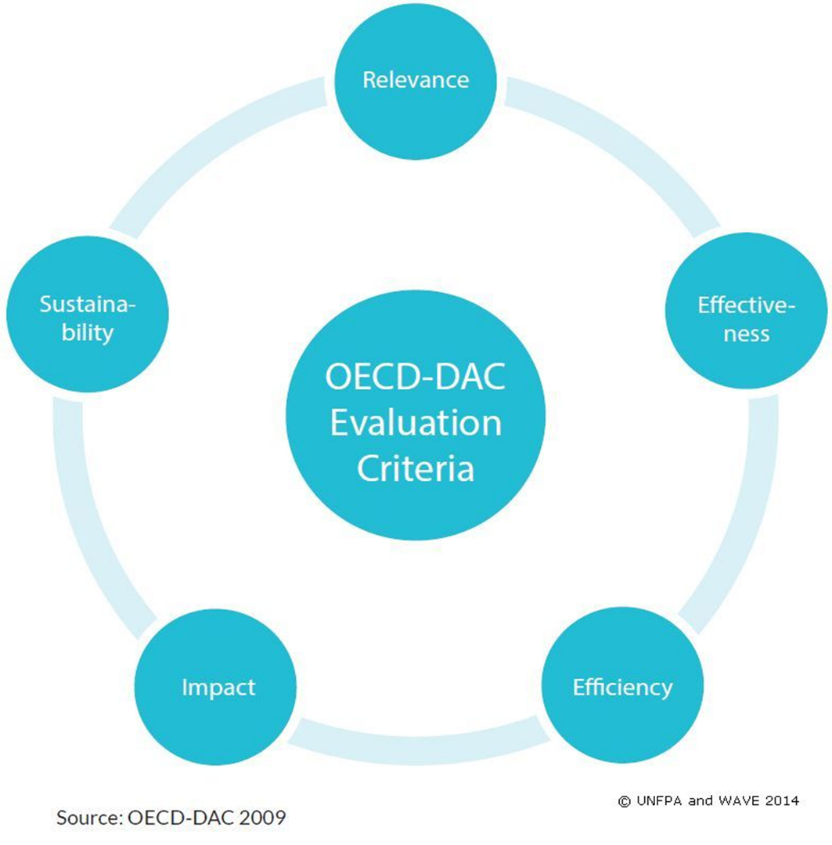 Relevance
Sustaina-
bility
Effective-
ness
OECD-DAC
Evaluation
Criteria
Impact
Efficiency
© UNFPA and WAVE 2014
Source: OECD-DAC 2009